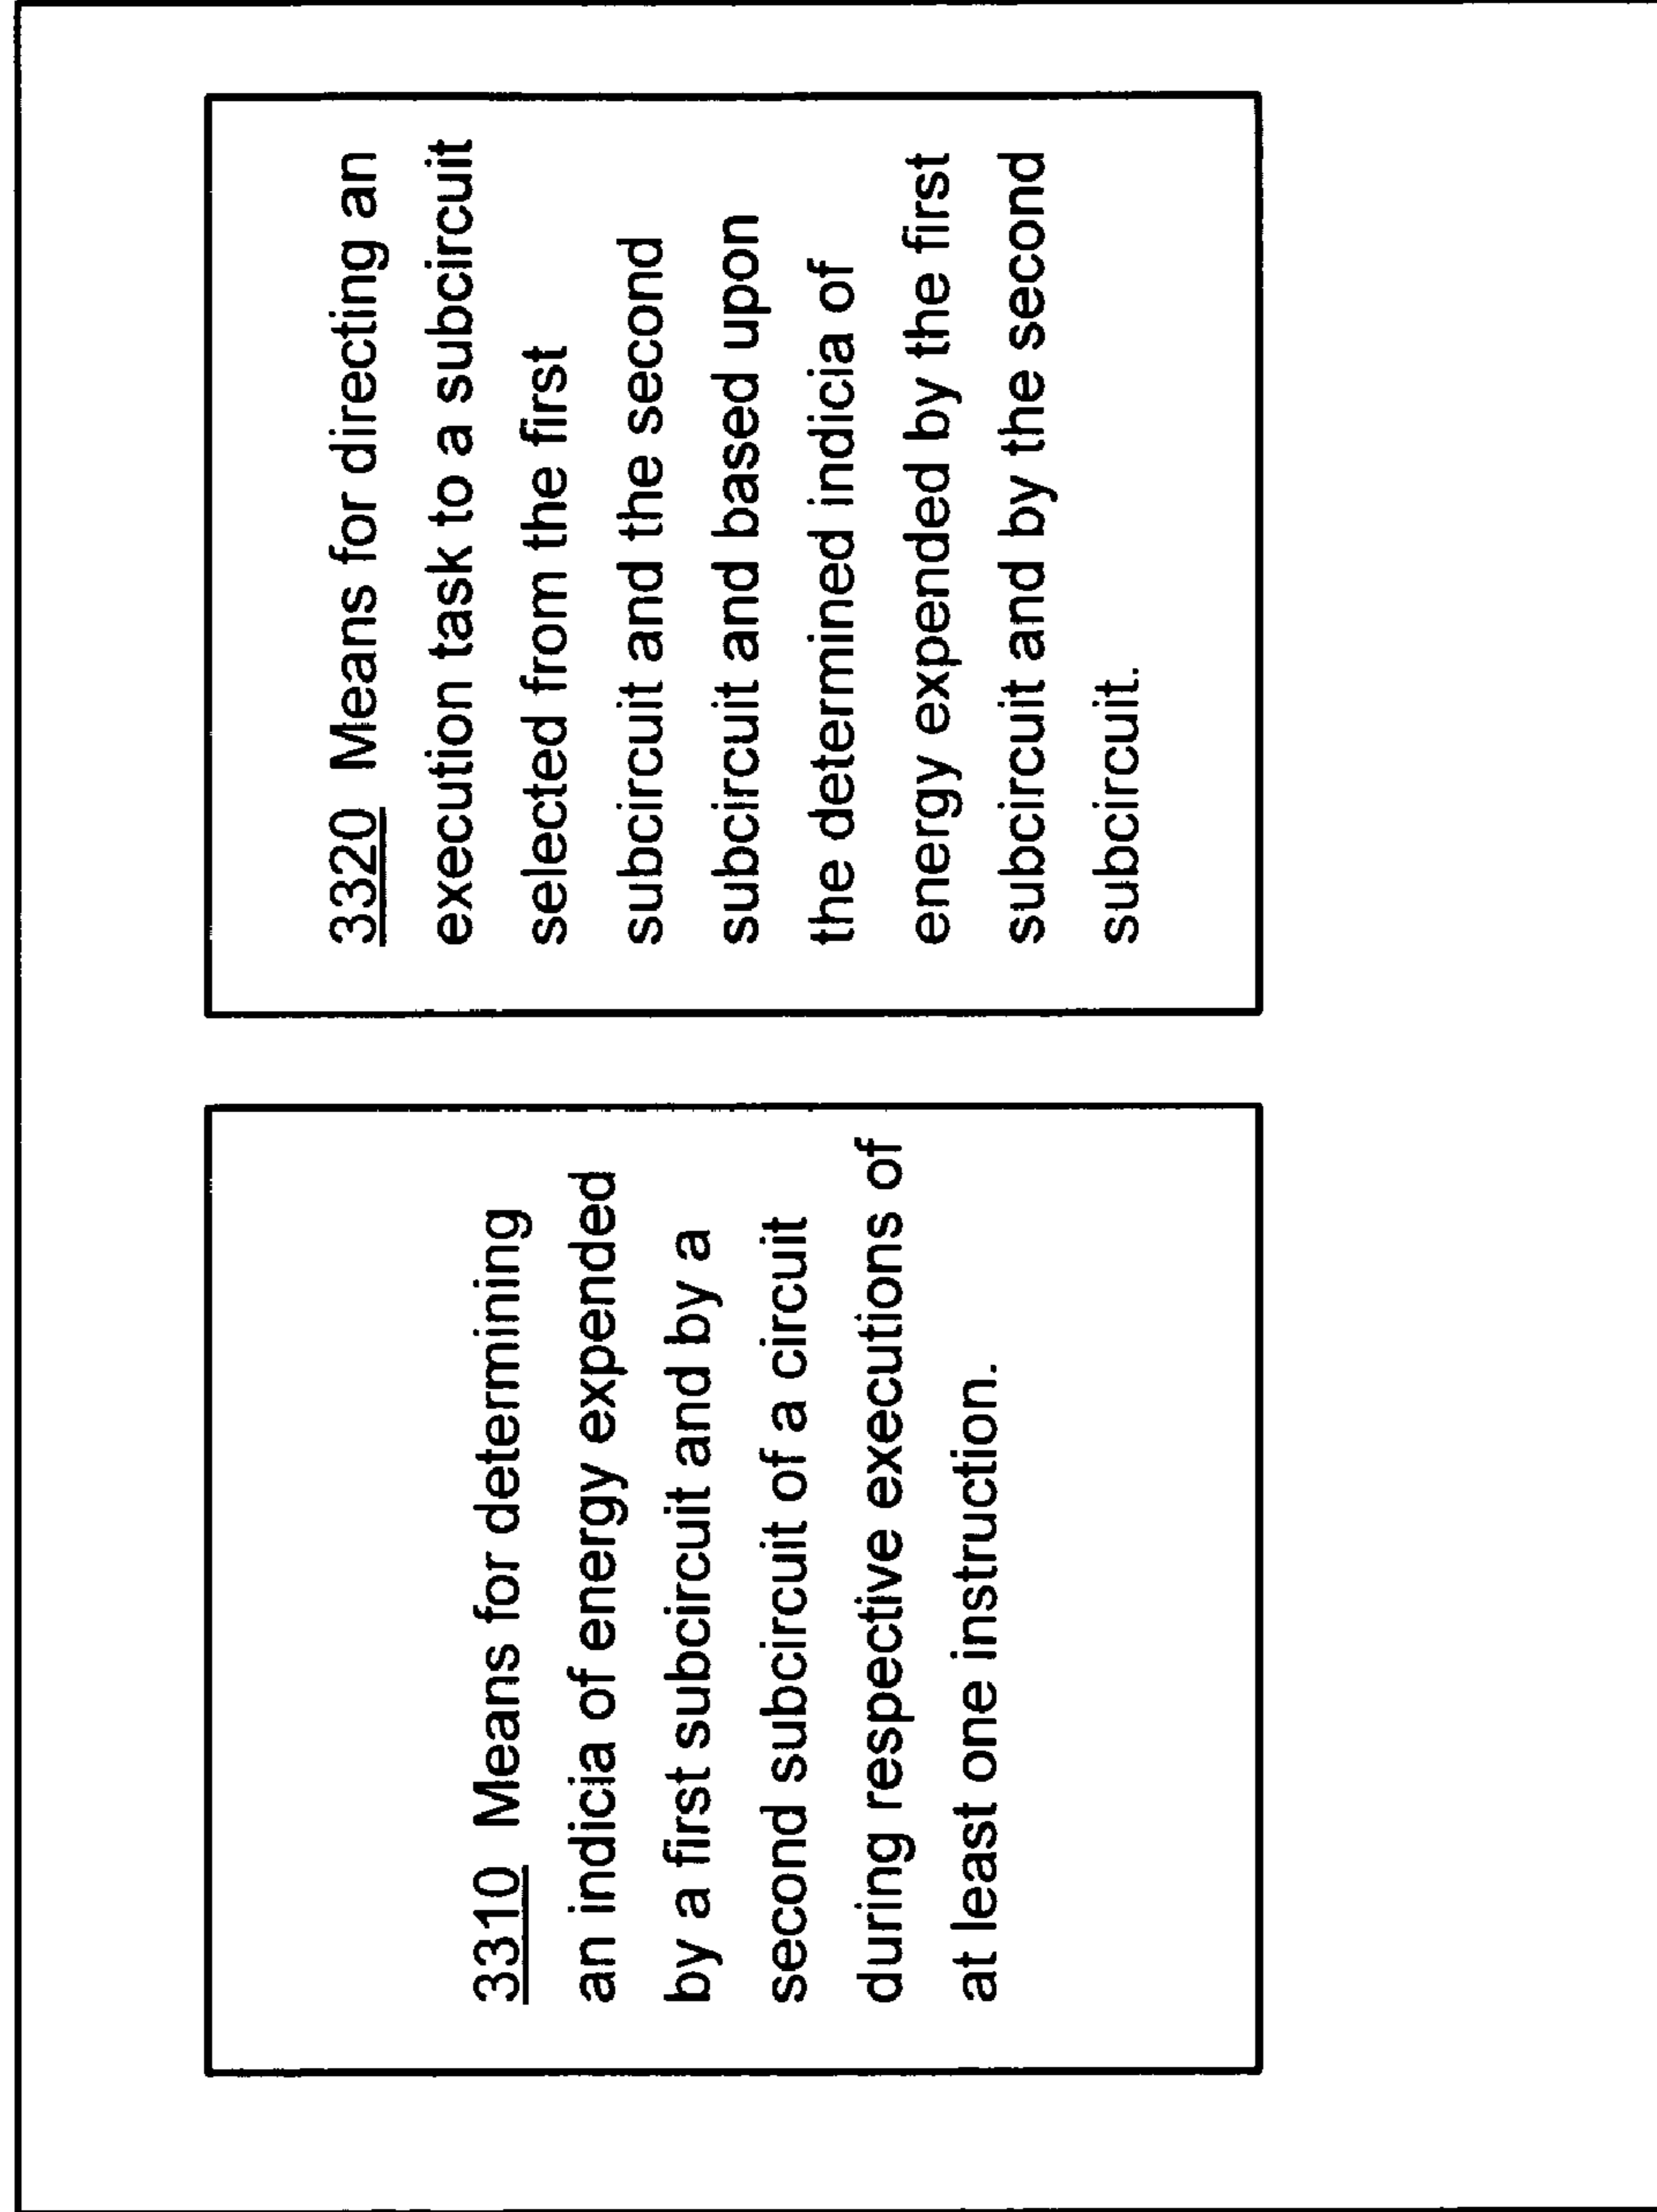 3310 Means for determining
an indicia of energy expended
by a first subcircuit and by a
second subcircuit of a circuit
during respective executions of
at least one instruction.
3320 Means for directing an
execution task to a subcircuit
selected from the first
subcircuit and the second
subcircuit and based upon
the determined indicia of
energy expended by the first
subcircuit and by the second
subcircuit.